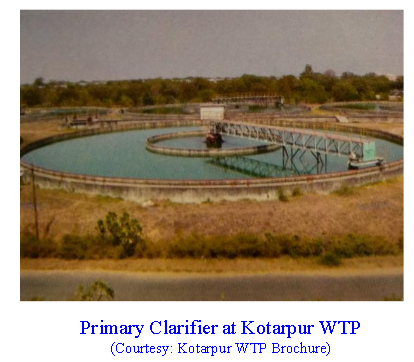 Primary Clarifier at Kotarpur WTP
(Courtesy: Kotarpur WTP Brochure)